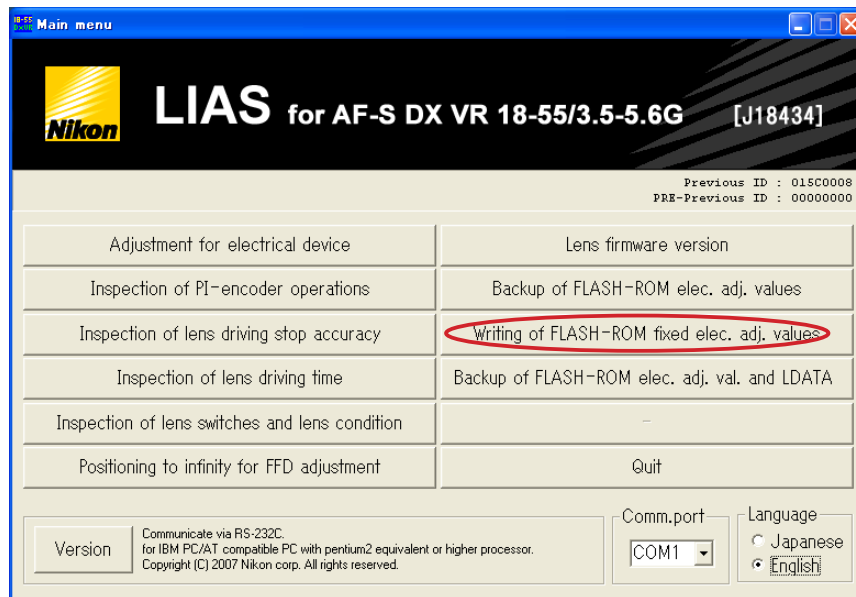 18-55
DXVR
Main menu
Nikon
LIAS for AF-S DX VR 18-55/3.5-5.6G [J18434]
Previous ID : 015C0008
PRE-Previous ID : 00000000
Adjustment for electrical device
Lens firmware version
Inspection of PI-encoder operations
Backup of FLASH-ROM elec. adj. values
Inspection of lens driving stop accuracy
Writing of FLASH-ROM fixed elec. adj. values
Inspection of lens driving time
Backup of FLASH-ROM elec. adj. val. and LDATA
Inspection of lens switches and lens condition
-
Positioning to infinity for FFD adjustment
Quit
Version
Communicate via RS-232C.
for IBM PC/AT compatible PC with pentium2 equivalent or higher processor.
Copyright (C) 2007 Nikon corp. All rights reserved.
Comm.port
COM1
Language
Japanese
English